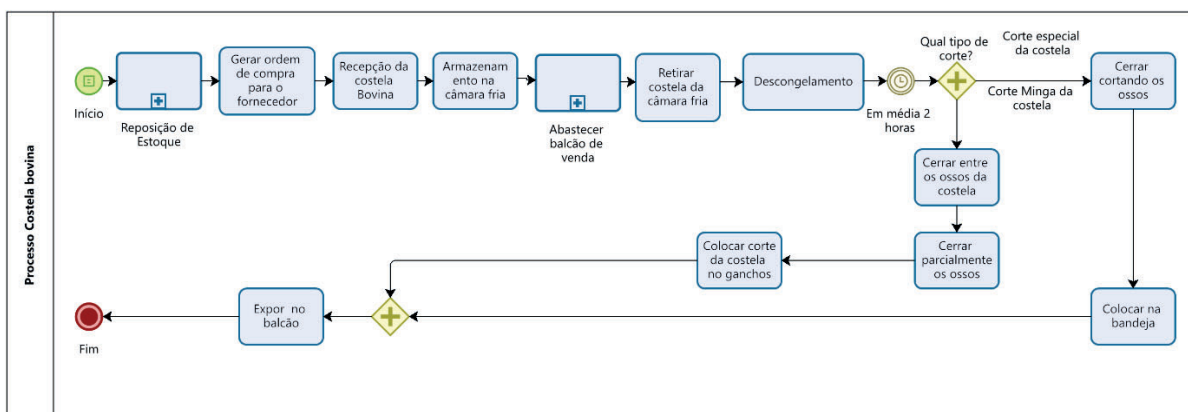 Processo Costela bovina
Início
Reposição de
Estoque
Gerar ordem
de compra
para o
fornecedor
Recepção da
costela
Bovina
Armazenam
ento na
câmara fria
Abastecer
balcão de
venda
Retirar
costela da
câmara fria
Descongelamento
Em média 2
horas
Qual tipo de
corte?
Corte especial
da costela
Corte Minga da
costela
Cerrar
cortando os
ossos
Cerrar entre
os ossos da
costela
Cerrar
parcialmente
os ossos
Colocar corte
da costela
no ganchos
Colocar na
bandeja
Expor no
balcão
Fim